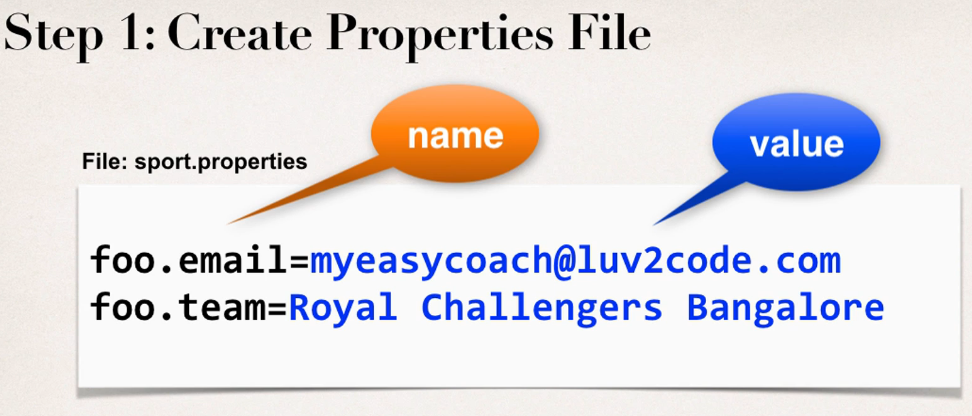 Step 1: Create Properties File
name
value
File: sport.properties
foo.email=myeasycoach@luv2code.com
foo.team=Royal Challengers Bangalore